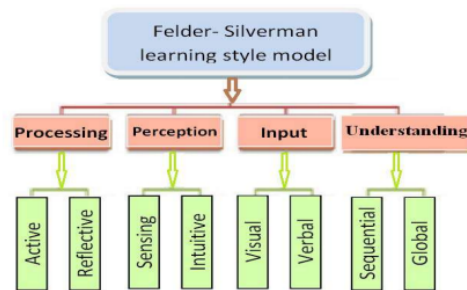 Felder- Silverman
learning style model
Processing
Perception
Input
Understanding
Active
Reflective
Sensing
Intuitive
Visual
Verbal
Sequential
Global